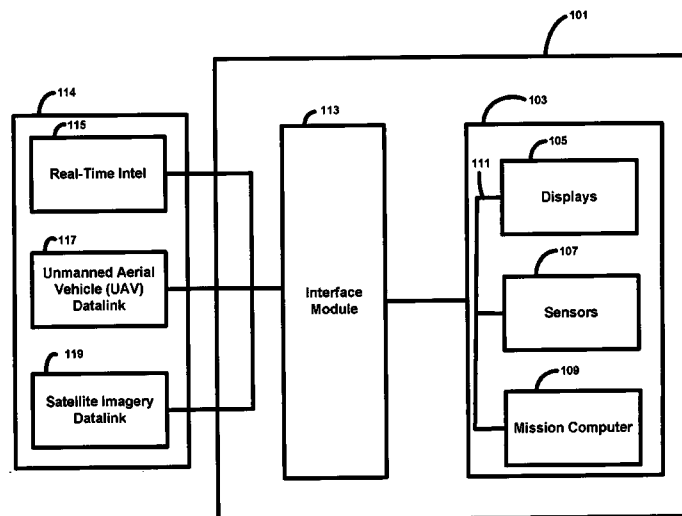 101
114
115
Real-Time Intel
117
Unmanned Aerial
Vehicle (UAV)
Datalink
119
Satellite Imagery
Datalink
113
Interface
Module
103
105
111
Displays
107
Sensors
109
Mission Computer